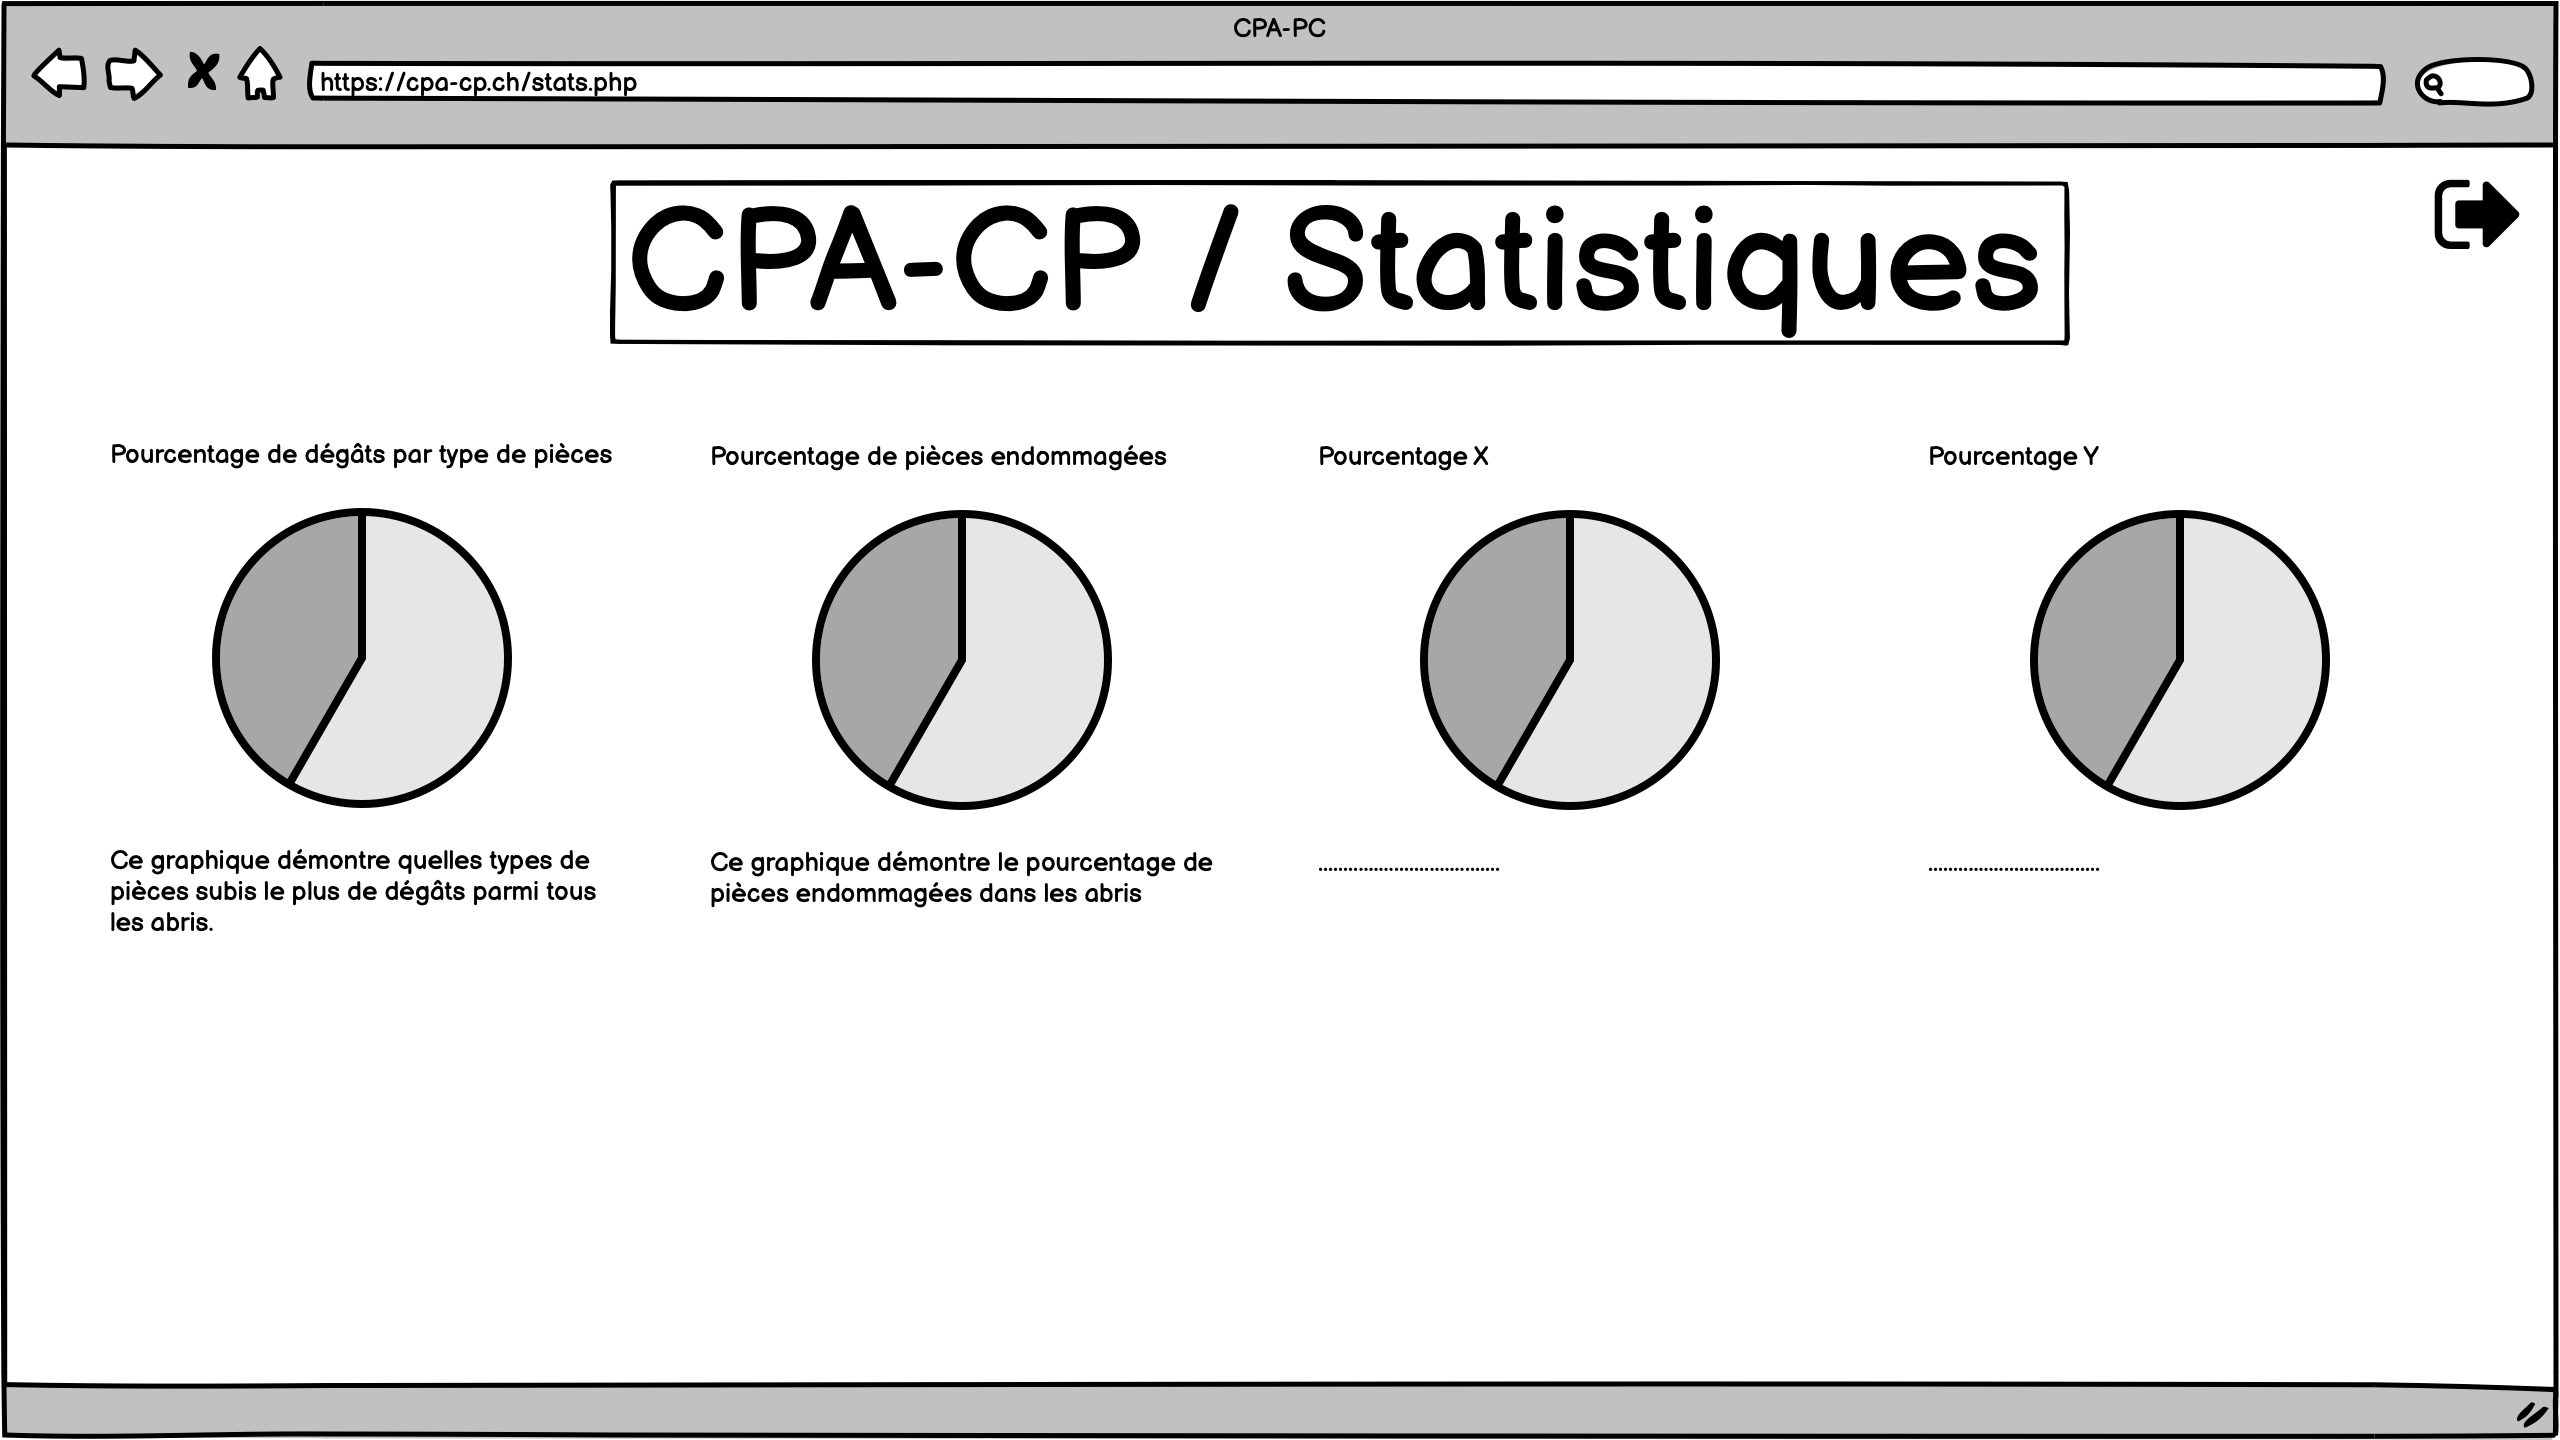 CPA-PC
https://cpa-cp.ch/stats.php
CPA-CP / Statistiques
Pourcentage de dégâts par type de pièces
Pourcentage de pièces endommagées
Pourcentage X
Pourcentage Y
Ce graphique démontre quelles types de
pièces subis le plus de dégâts parmi tous
les abris.
Ce graphique démontre le pourcentage de
pièces endommagées dans les abris
....................................
..................................